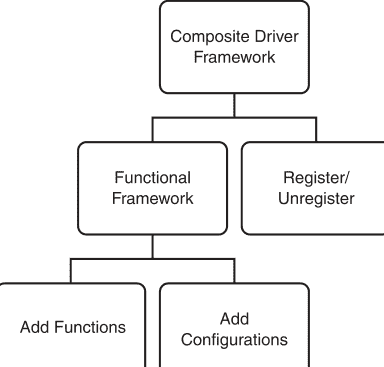 Composite Driver
Framework
Functional
Framework
Register/
Unregister
Add Functions
Add
Configurations